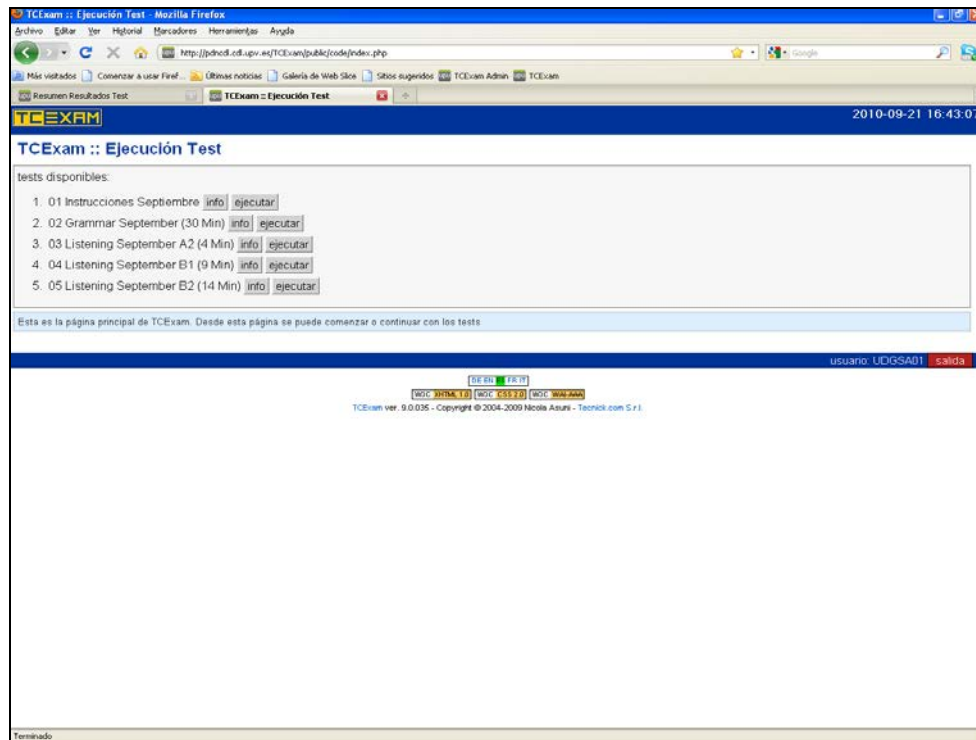 TCExam :: Ejecución Test - Mozilla Firefox
Archivo Editar Ver Historial Marcadores Herramientas Ayuda
http://pdncdl.cdl.upv.es/TCExam/public/code/index.php Google
Más visitados Comenzar a usar Firef... Últimas noticias Galería de Web Slice Sitios sugeridos TCExam Admin TCExam
Resumen Resultados Test TCExam :: Ejecución Test
TCEXAM 2010-09-21 16:43:07
TCExam :: Ejecución Test
tests disponibles:
1. 01 Instrucciones Septiembre info ejecutar
2. 02 Grammar September (30 Min) info ejecutar
3. 03 Listening September A2 (4 Min) info ejecutar
4. 04 Listening September B1 (9 Min) info ejecutar
5. 05 Listening September B2 (14 Min) info ejecutar
Esta es la página principal de TCExam. Desde esta página se puede comenzar o continuar con los tests
usuario: UDGSA01 salida
DE EN ES FR IT
W3C XHTML 1.0 W3C CSS 2.0 W3C WAI-AAA
TCExam ver. 9.0.035 - Copyright © 2004-2009 Nicola Asuni - Tecnick.com S.r.l.
Terminado